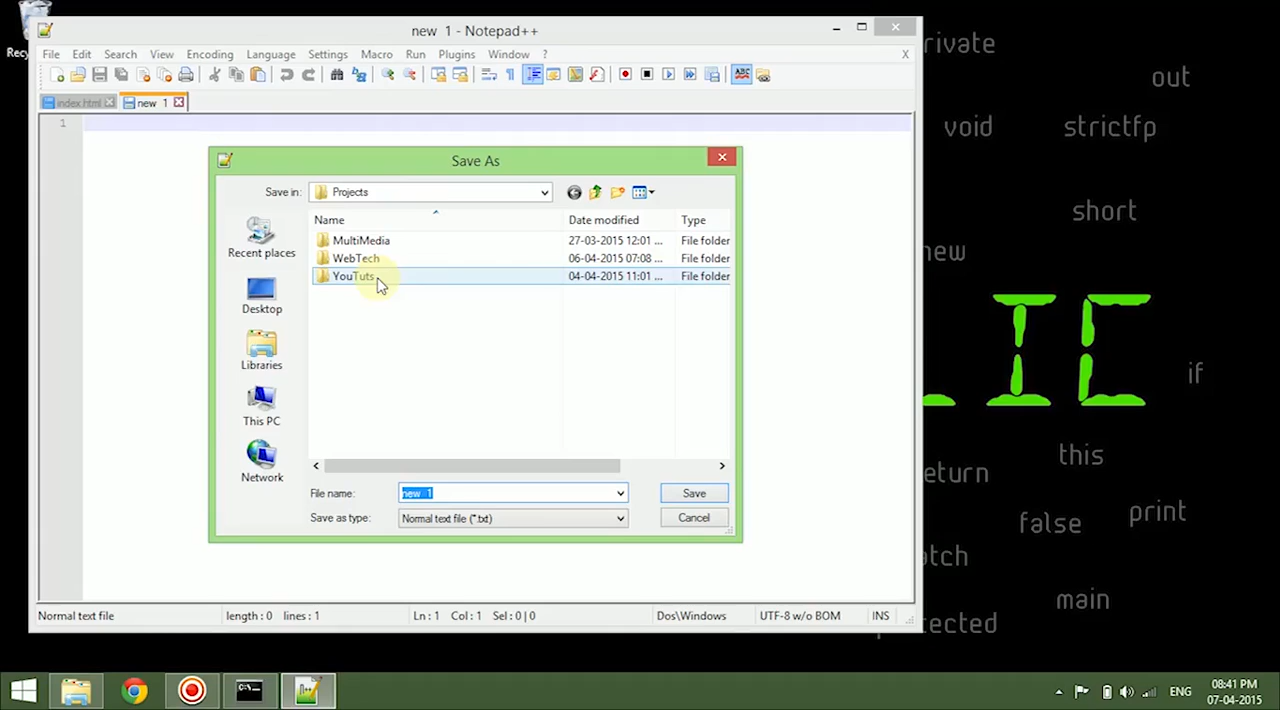 Recy
new 1 - Notepad++
File Edit Search View Encoding Language Settings Macro Run Plugins Window ? X
index.html new 1
1
Save As
Save in: Projects
Name Date modified Type
MultiMedia 27-03-2015 12:01 ... File folder
WebTech 06-04-2015 07:08 ... File folder
YouTuts 04-04-2015 11:01 ... File folder
Recent places
Desktop
Libraries
This PC
Network
File name: new 1 Save
Save as type: Normal text file (*.txt) Cancel
Normal text file length : 0 lines : 1 Ln : 1 Col : 1 Sel : 0 | 0 Dos\Windows UTF-8 w/o BOM INS
rivate
out
void strictfp
short
new
IC
if
this
eturn
false print
tch
main
tected
ENG 08:41 PM
07-04-2015